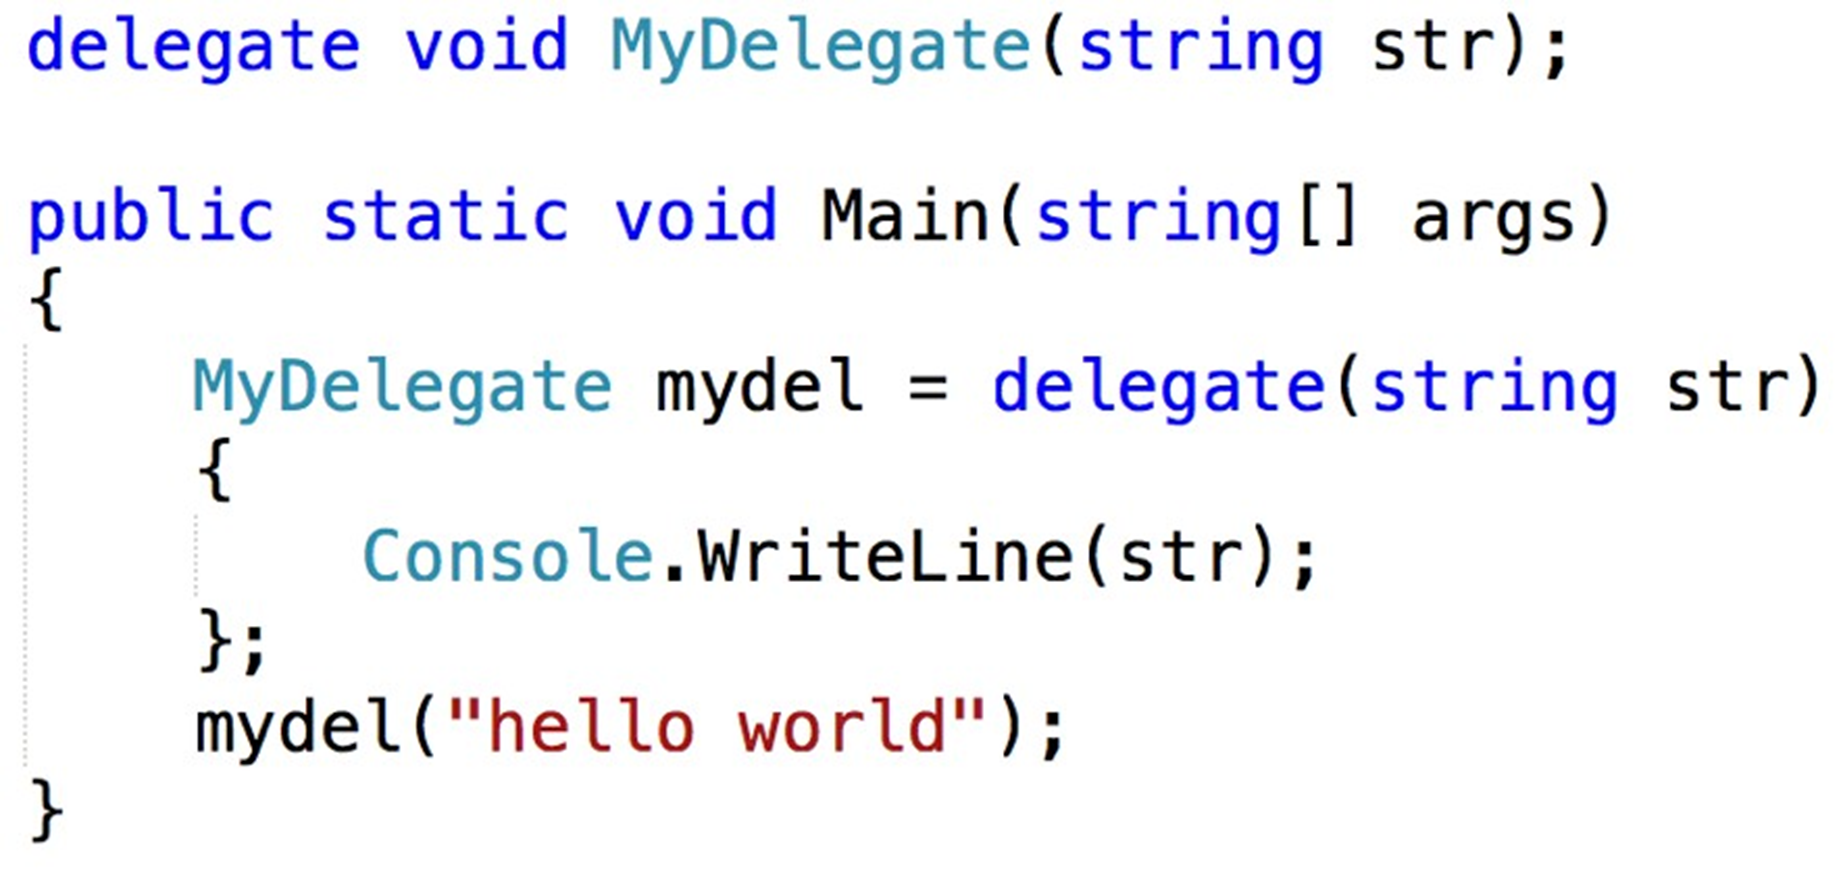 delegate void MyDelegate(string str);
public static void Main(string[] args)
{
MyDelegate mydel = delegate(string str)
{
Console.WriteLine(str);
};
mydel("hello world");
}